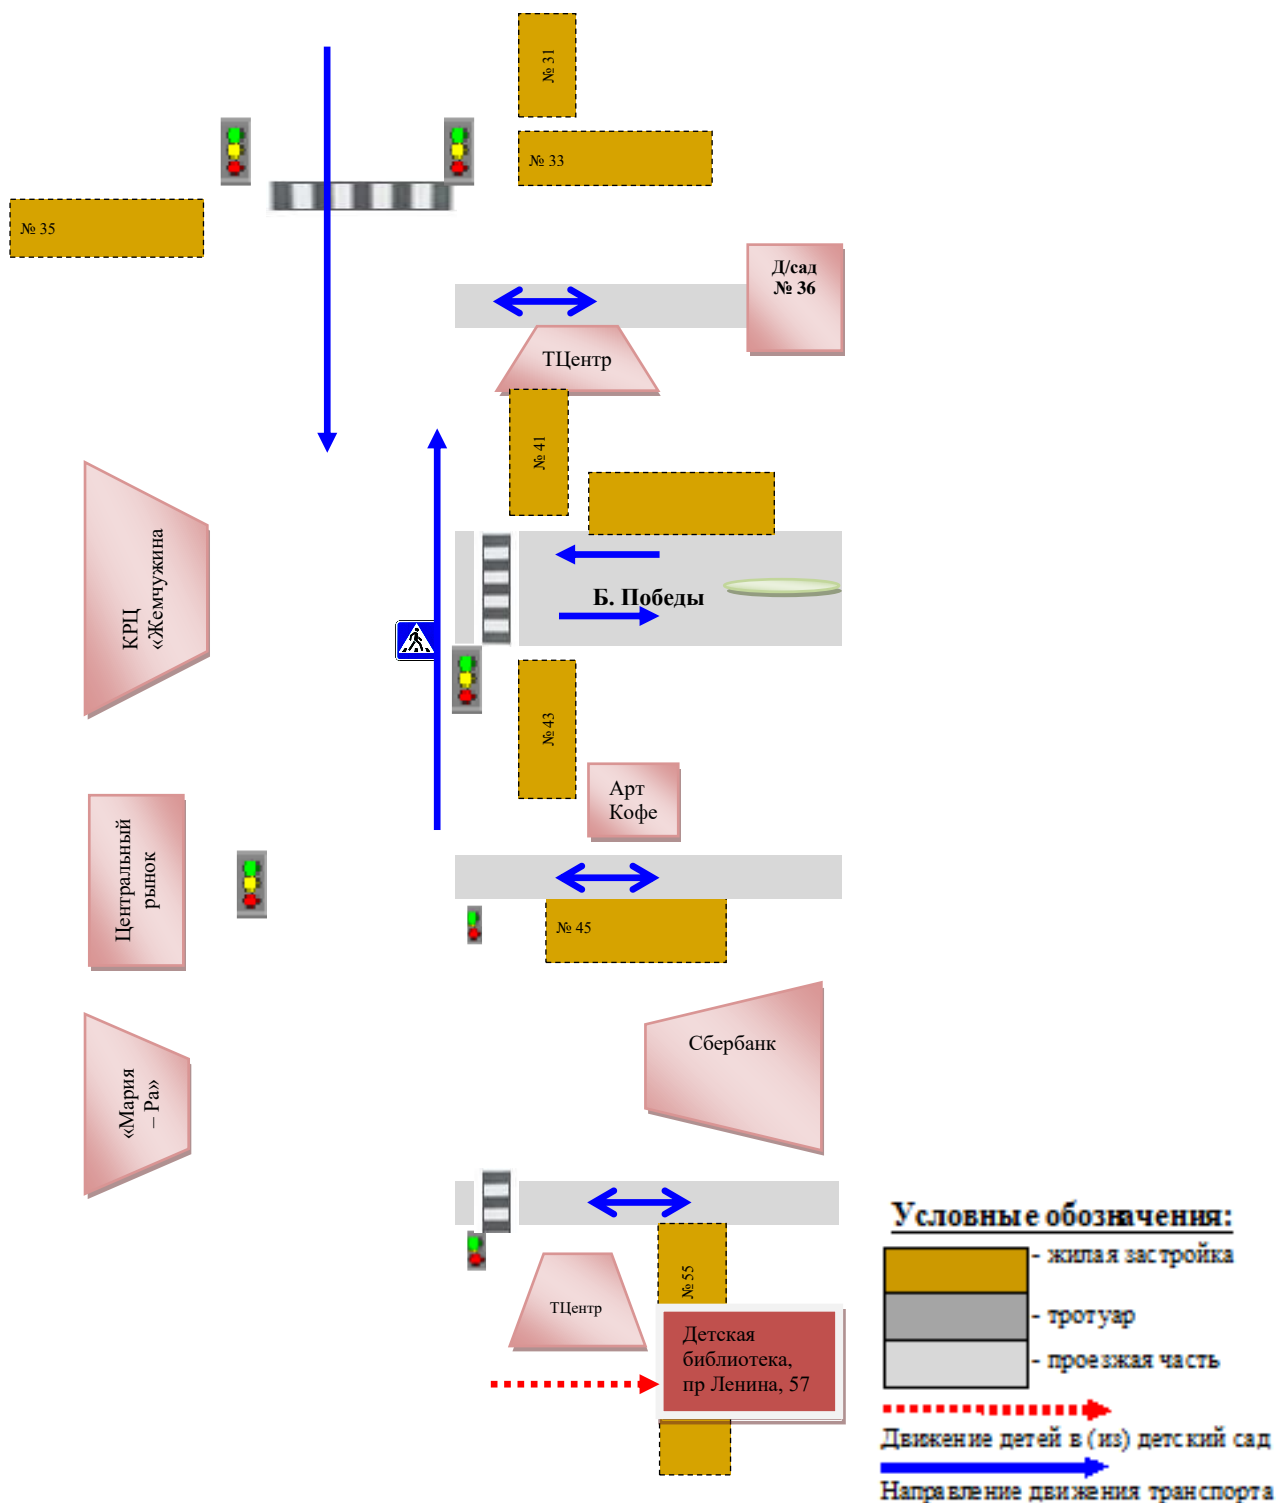 № 31
№ 33
№ 35
Д/сад
№ 36
ТЦентр
№ 41
КРЦ
«Жемчужина
Б. Победы
№ 43
Арт
Кофе
Центральный
рынок
№ 45
Сбербанк
«Мария
– Ра»
Условные обозначения:
- жилая застройка
- тротуар
- проезжая часть
Движение детей в (из) детский сад
Направление движения транспорта
№ 55
ТЦентр
Детская
библиотека,
пр Ленина, 57